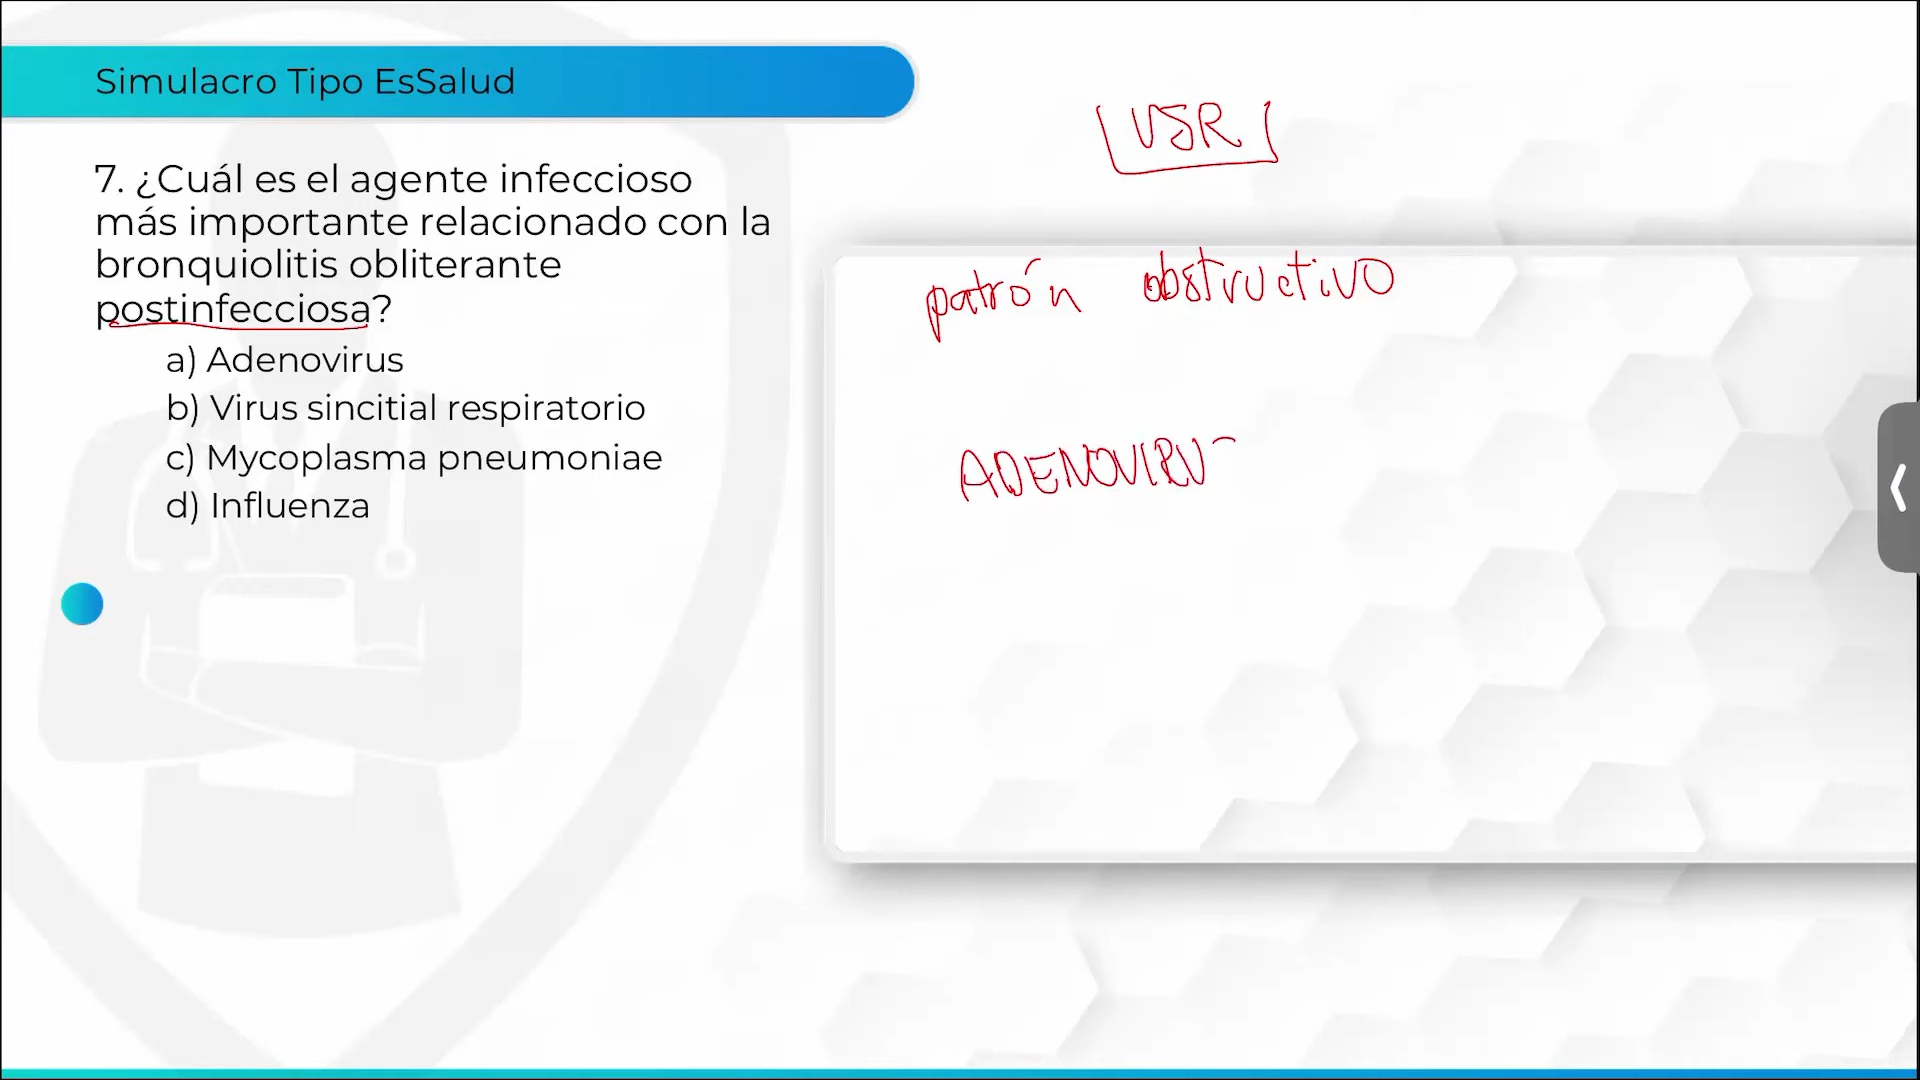 Simulacro Tipo EsSalud
7. ¿Cuál es el agente infeccioso
más importante relacionado con la
bronquiolitis obliterante
postinfecciosa?
a) Adenovirus
b) Virus sincitial respiratorio
c) Mycoplasma pneumoniae
d) Influenza
VSR
patrón obstructivo
ADENOVIRU